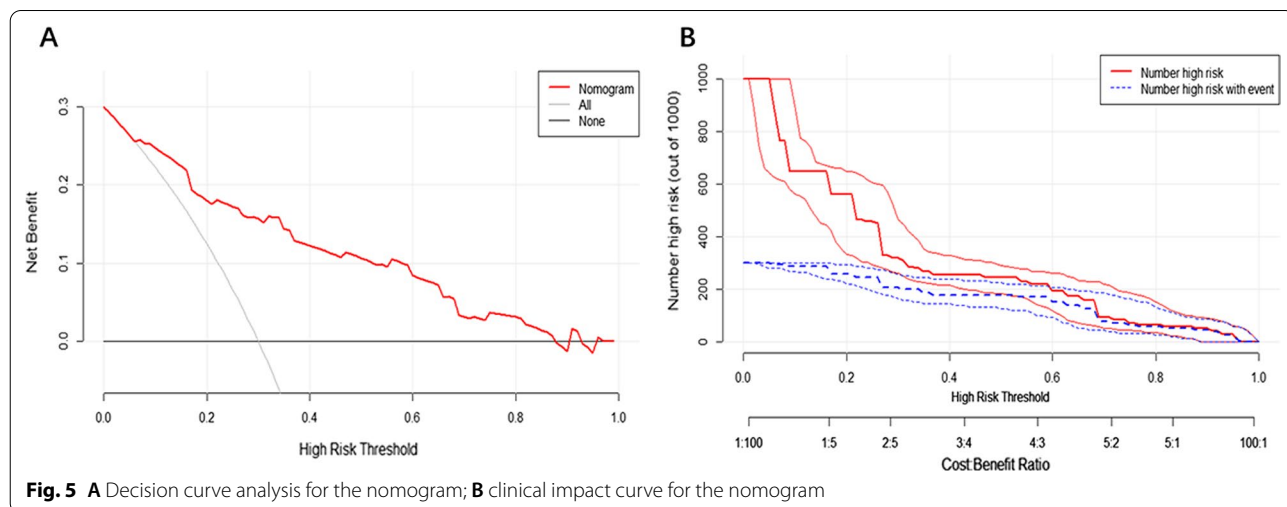 A
Nomogram
All
None
Net Benefit
0.3
0.2
0.1
0.0
0.0 0.2 0.4 0.6 0.8 1.0
High Risk Threshold
B
Number high risk
Number high risk with event
Number high risk (out of 1000)
1000
800
600
400
200
0
0.0 0.2 0.4 0.6 0.8 1.0
High Risk Threshold
1:100 1:5 2:5 3:4 4:3 5:2 5:1 100:1
Cost:Benefit Ratio
Fig. 5 A Decision curve analysis for the nomogram; B clinical impact curve for the nomogram